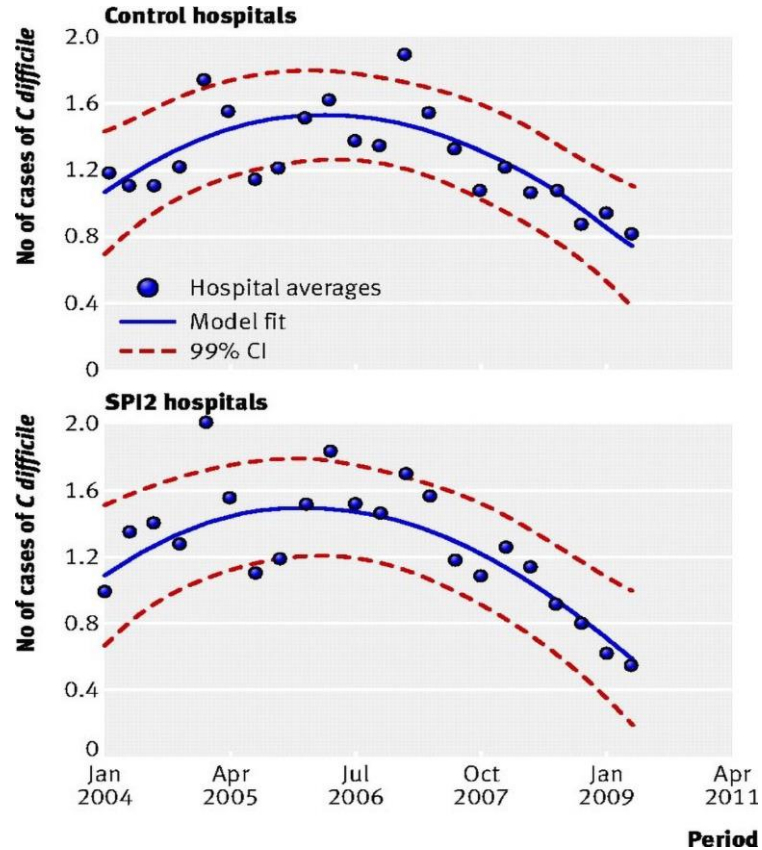 Control hospitals
No of cases of C difficile
2.0
1.6
1.2
0.8
0.4
0
Hospital averages
Model fit
99% CI
SPI2 hospitals
No of cases of C difficile
2.0
1.6
1.2
0.8
0.4
0
Jan Apr Jul Oct Jan Apr
2004 2005 2006 2007 2009 2011
Period